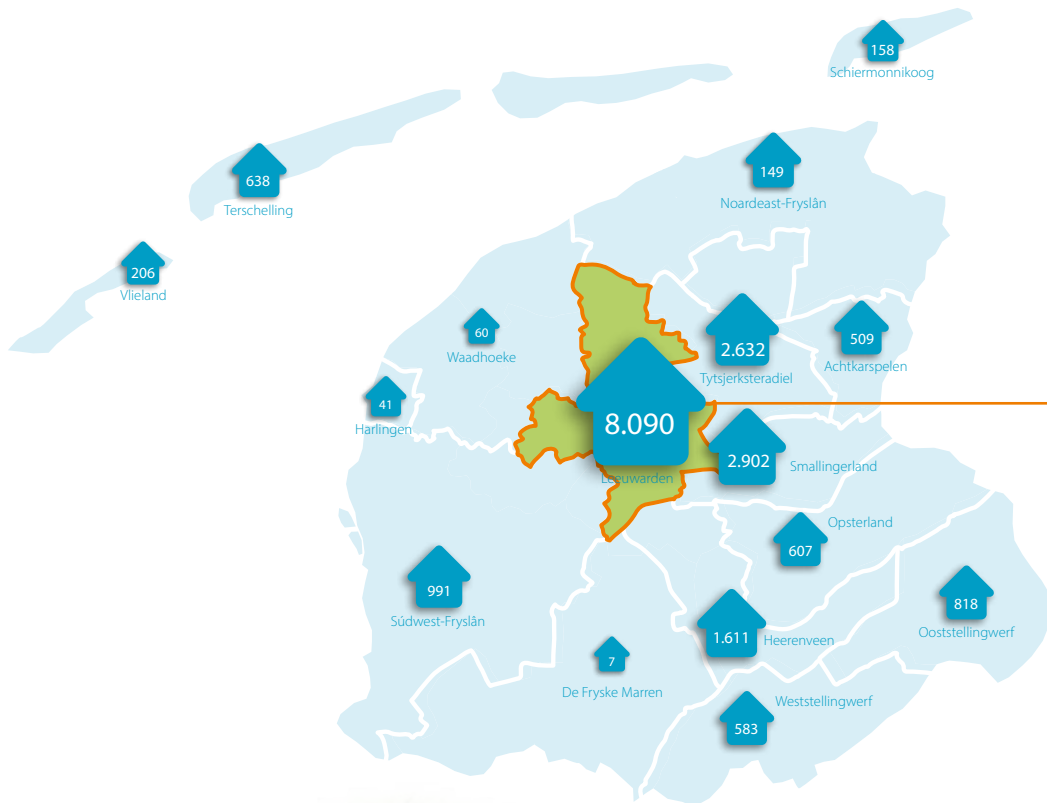 158
Schiermonnikoog
149
Noardeast-Fryslân
638
Terschelling
206
Vlieland
60
Waadhoeke
2.632
Tytsjerksteradiel
509
Achtkarspelen
41
Harlingen
8.090
Leeuwarden
2.902
Smallingerland
Opsterland
607
991
Súdwest-Fryslân
818
Ooststellingwerf
1.611
Heerenveen
7
De Fryske Marren
Weststellingwerf
583